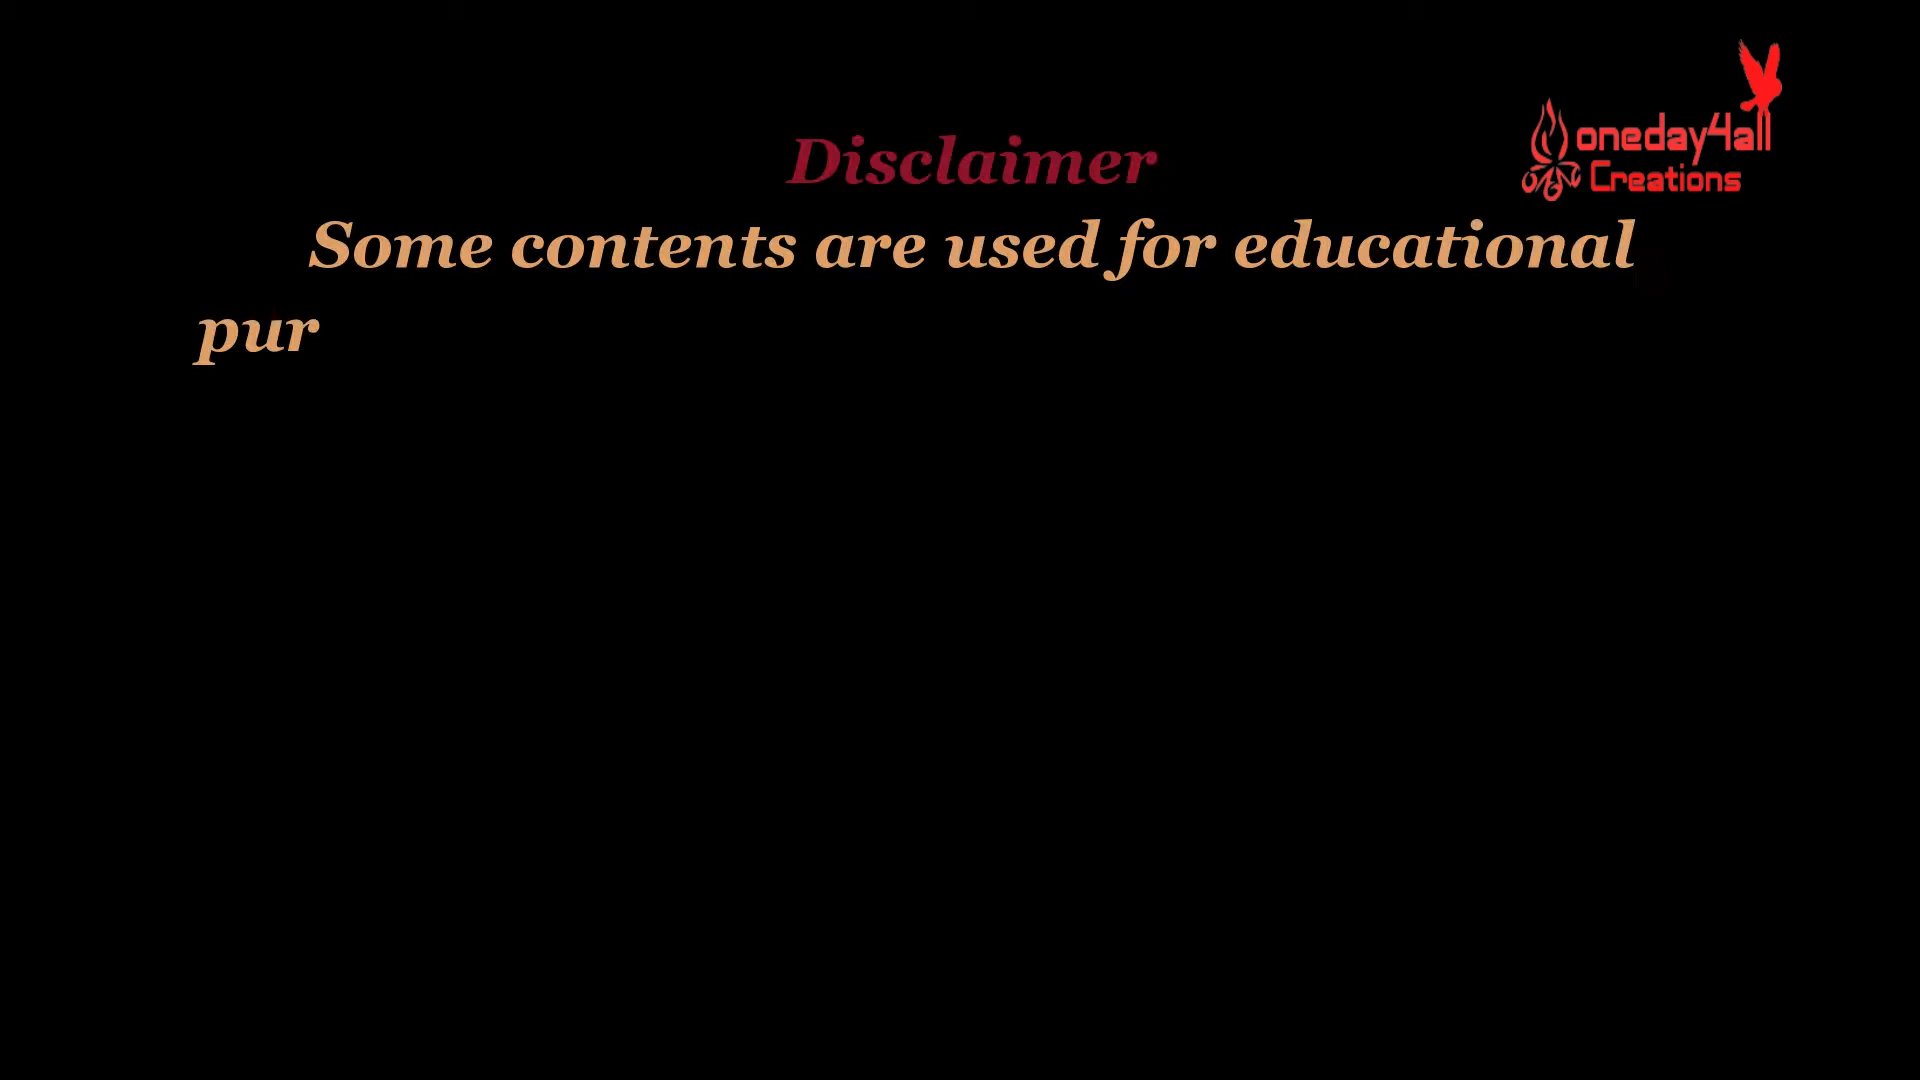 Disclaimer
oneday4all
Creations
Some contents are used for educational
pur